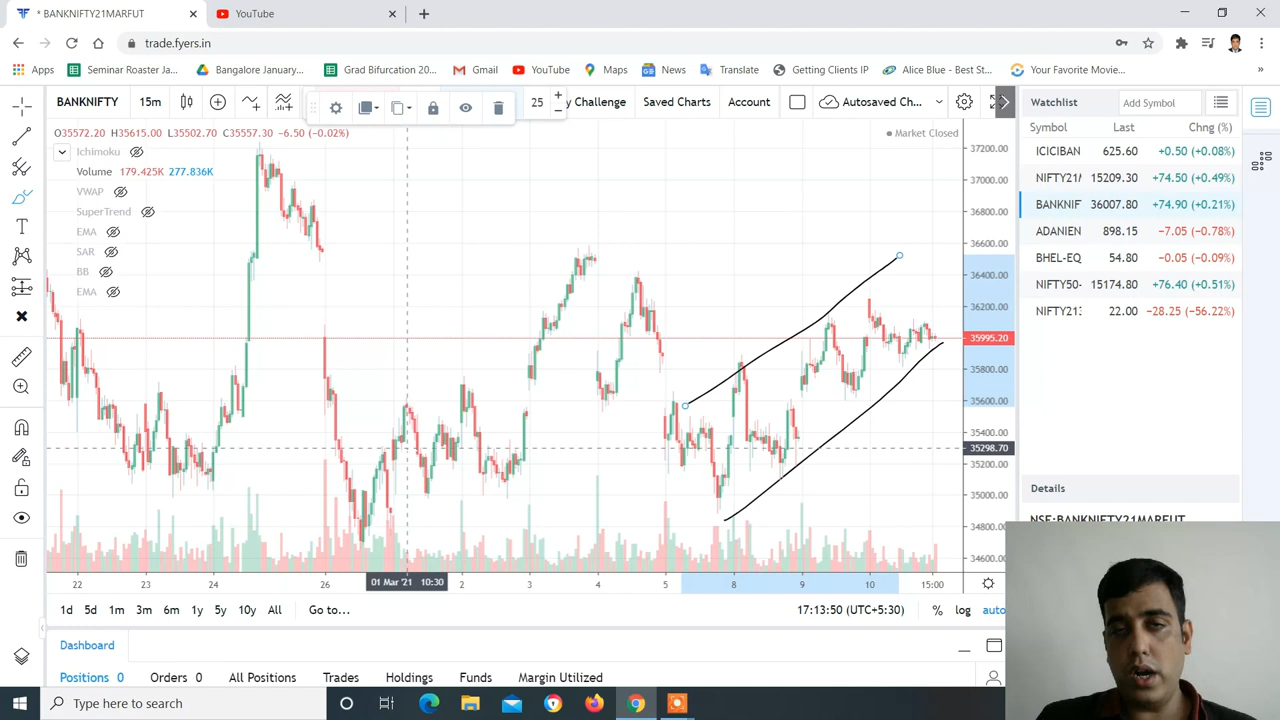 * BANKNIFTY21MARFUT
YouTube
trade.fyers.in
Apps
Seminar Roaster Ja...
Bangalore January...
Grad Bifurcation 20...
Gmail
YouTube
Maps
News
Translate
Getting Clients IP
Alice Blue - Best St...
Your Favorite Movie...
BANKNIFTY
15m
25
y Challenge
Saved Charts
Account
Autosaved Ch...
O35572.20 H35615.00 L35502.70 C35557.30 -6.50 (-0.02%)
Market Closed
Ichimoku
Volume 179.425K 277.836K
VWAP
SuperTrend
EMA
SAR
BB
EMA
37200.00
37000.00
36800.00
36600.00
36400.00
36200.00
35995.20
35800.00
35600.00
35400.00
35298.70
35200.00
35000.00
34800.00
34600.00
22 23 24 26 01 Mar '21 10:30 2 3 4 5 8 9 10 15:00
1d 5d 1m 3m 6m 1y 5y 10y All Go to...
17:13:50 (UTC+5:30) % log auto
Dashboard
Positions 0 Orders 0 All Positions Trades Holdings Funds Margin Utilized
Watchlist
Add Symbol
Symbol Last Chng (%)
ICICIBAN 625.60 +0.50 (+0.08%)
NIFTY21 15209.30 +74.50 (+0.49%)
BANKNIF 36007.80 +74.90 (+0.21%)
ADANIEN 898.15 -7.05 (-0.78%)
BHEL-EQ 54.80 -0.05 (-0.09%)
NIFTY50- 15174.80 +76.40 (+0.51%)
NIFTY21 22.00 -28.25 (-56.22%)
Details
NSE:BANKNIFTY21MARFUT
Type here to search